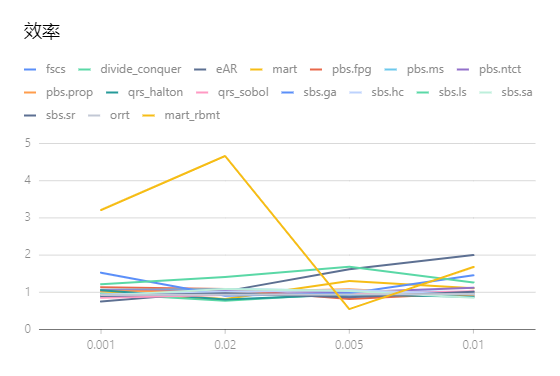 效率
fscs divide_conquer eAR mart pbs.fpg pbs.ms pbs.ntct
pbs.prop qrs_halton qrs_sobol sbs.ga sbs.hc sbs.ls sbs.sa
sbs.sr orrt mart_rbmt
5
4
3
2
1
0
0.001 0.02 0.005 0.01